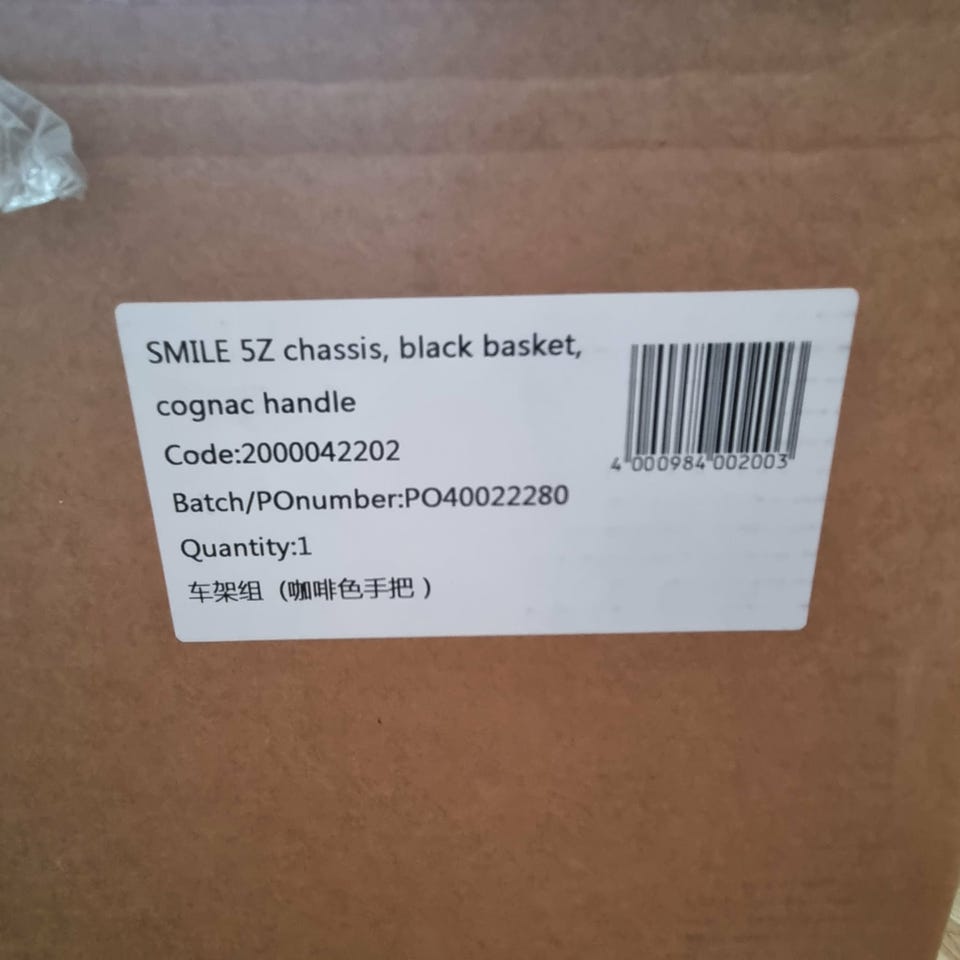 SMILE 5Z chassis, black basket,
cognac handle
Code:2000042202
Batch/POnumber:PO40022280
Quantity:1
车架组（咖啡色手把 ）
4 000984 002003